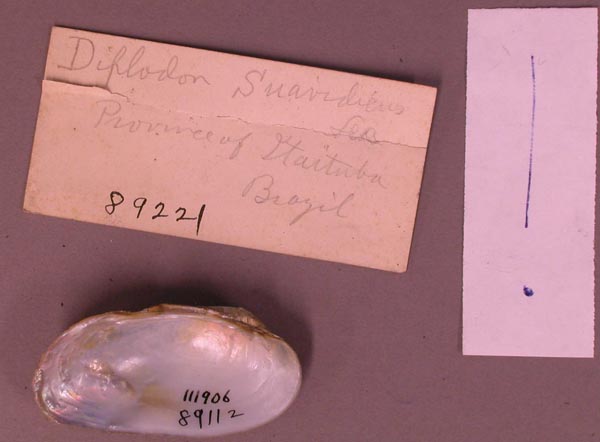 Diplodon Suavidicus
Lea
Province of Itaituba
Brazil
89221
111906
89112